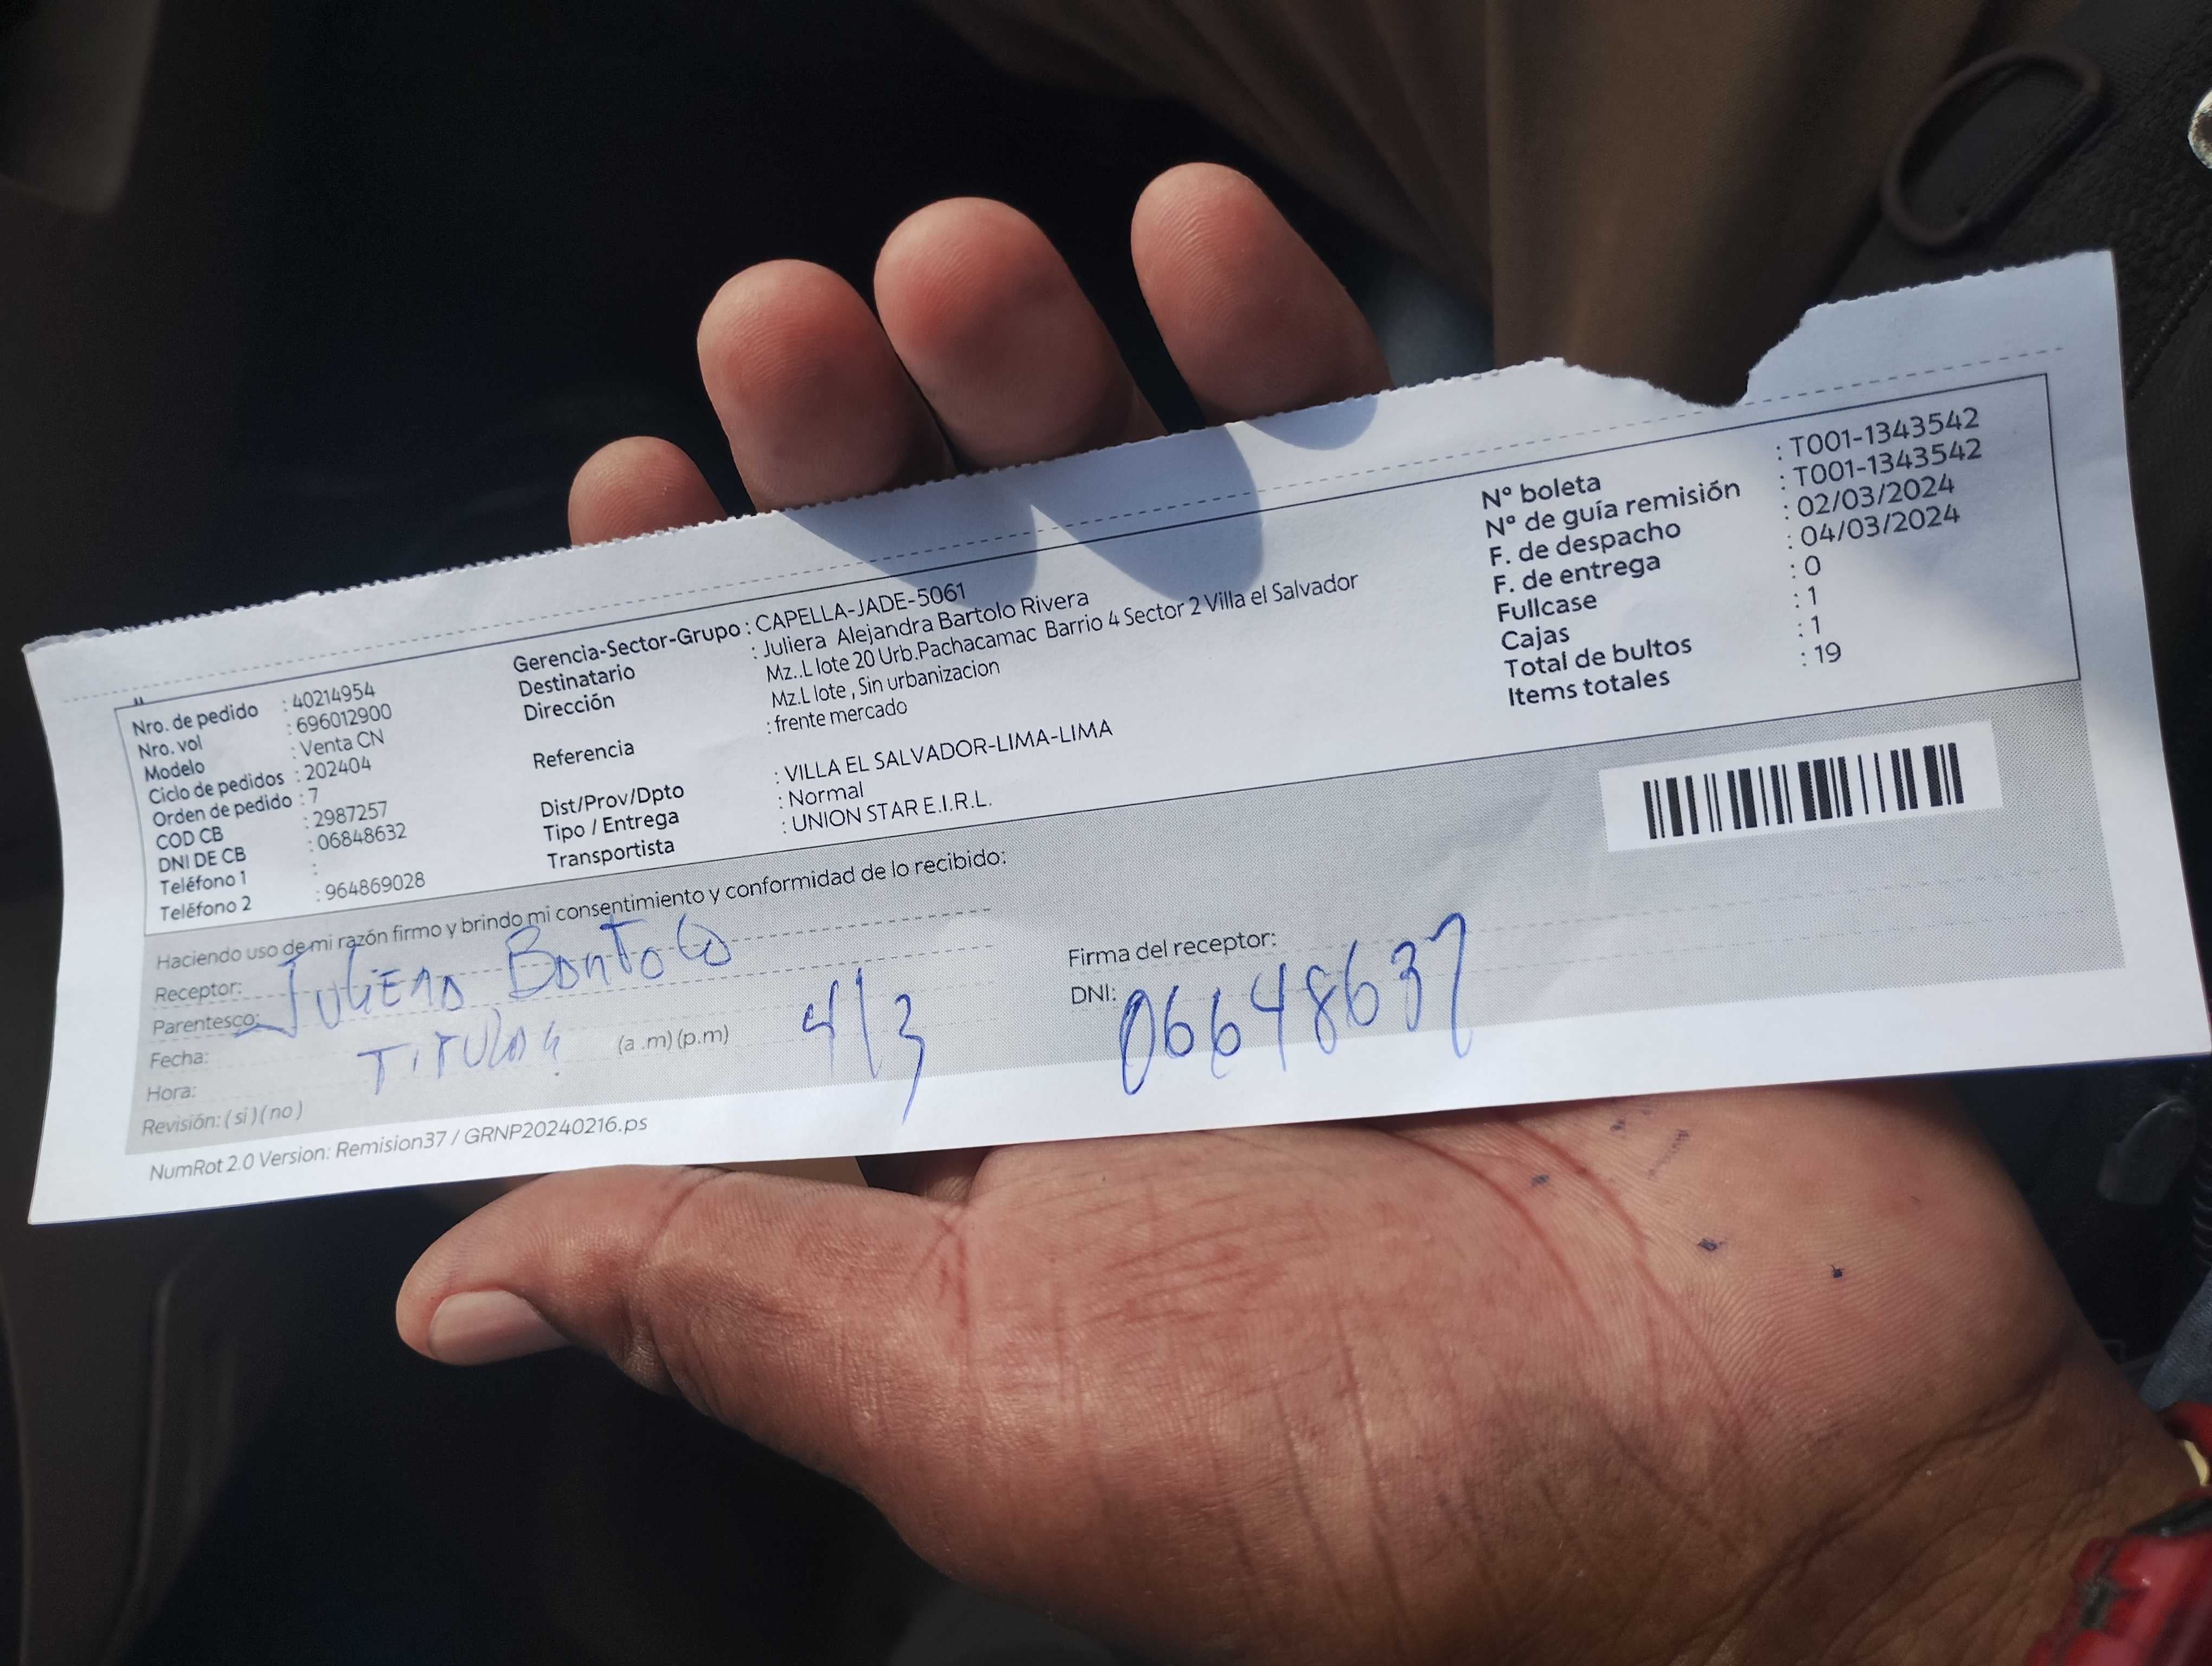 Nro. de pedido : 40214954
Nro. vol : 696012900
Modelo : Venta CN
Ciclo de pedidos : 202404
Orden de pedido : 7
COD CB : 2987257
DNI DE CB : 06848632
Teléfono 1 :
Teléfono 2 : 964869028
Gerencia-Sector-Grupo : CAPELLA-JADE-5061
Destinatario : Juliera Alejandra Bartolo Rivera
Dirección Mz..L lote 20 Urb.Pachacamac Barrio 4 Sector 2 Villa el Salvador
Mz.L lote , Sin urbanizacion
Referencia : frente mercado
Dist/Prov/Dpto : VILLA EL SALVADOR-LIMA-LIMA
Tipo / Entrega : Normal
Transportista : UNION STAR E.I.R.L.
Nº boleta : T001-1343542
Nº de guía remisión : T001-1343542
F. de despacho : 02/03/2024
F. de entrega : 04/03/2024
Fullcase : 0
Cajas : 1
Total de bultos : 1
Items totales : 19
Haciendo uso de mi razón firmo y brindo mi consentimiento y conformidad de lo recibido:
Receptor:
Parentesco:
Fecha:
Hora: (a .m) (p.m) 4/3
Revisión: ( si ) ( no )
Firma del receptor:
DNI: 06648637
NumRot 2.0 Version: Remision37 / GRNP20240216.ps